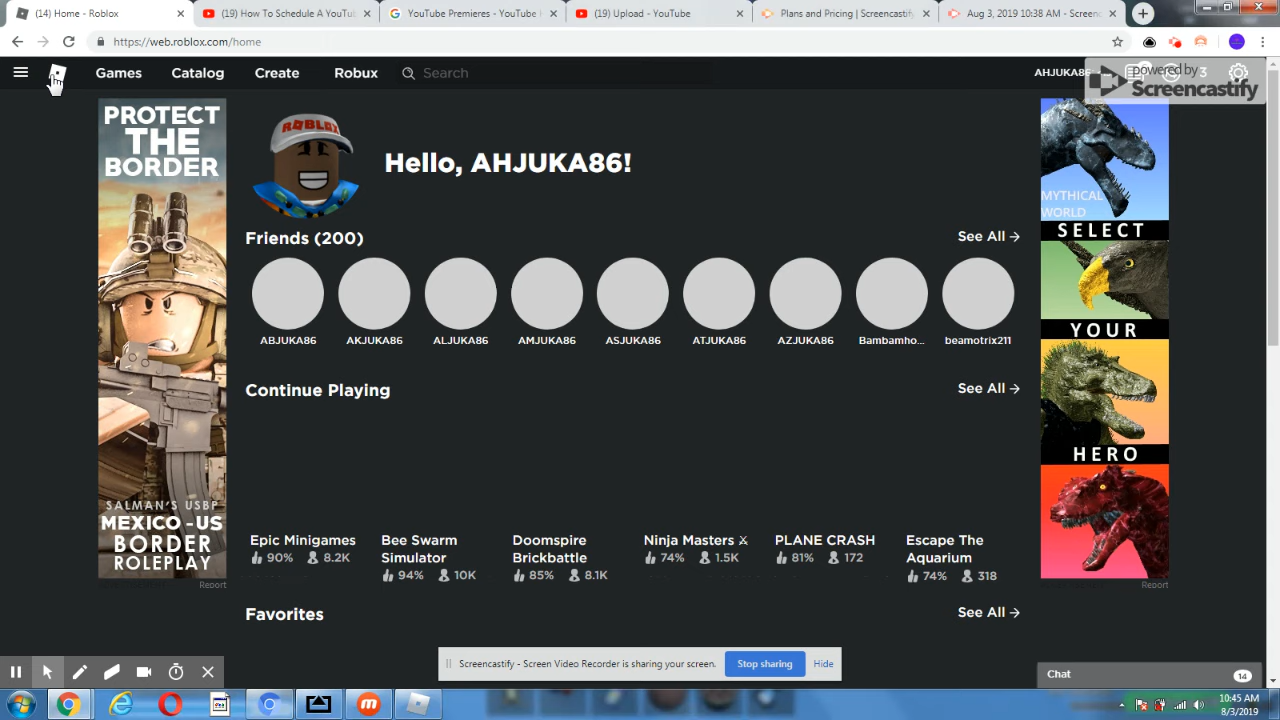 (14) Home - Roblox
(19) How To Schedule A YouTu
YouTube Premieres - YouTube
(19) Upload - YouTube
Plans and Pricing | Screencastify
Aug 3, 2019 10:38 AM - Screenc
https://web.roblox.com/home
Games
Catalog
Create
Robux
Search
AHJUKA86
3
powered by
Screencastify
PROTECT
THE
BORDER
SALMAN'S USBP
MEXICO-US
BORDER
ROLEPLAY
Report
ROBLOX
Hello, AHJUKA86!
Friends (200)
See All →
ABJUKA86
AKJUKA86
ALJUKA86
AMJUKA86
ASJUKA86
ATJUKA86
AZJUKA86
Bambamho...
beamotrix211
Continue Playing
See All →
Epic Minigames
90% 8.2K
Bee Swarm
Simulator
94% 10K
Doomspire
Brickbattle
85% 8.1K
Ninja Masters ⚔
74% 1.5K
PLANE CRASH
81% 172
Escape The
Aquarium
74% 318
Favorites
See All →
MYTHICAL
WORLD
SELECT
YOUR
HERO
Report
Screencastify - Screen Video Recorder is sharing your screen.
Stop sharing
Hide
Chat
14
10:45 AM
8/3/2019